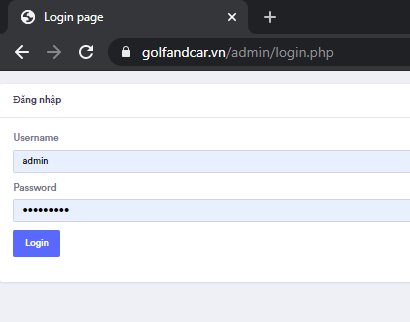 Login page
golfandcar.vn/admin/login.php
Đăng nhập
Username
admin
Password
•••••••••
Login